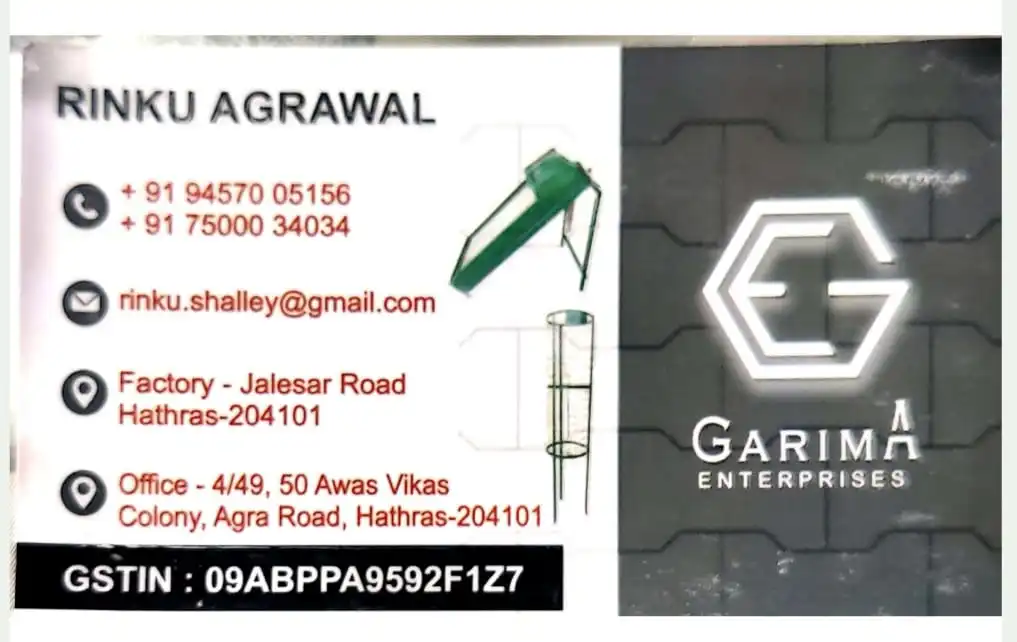 RINKU AGRAWAL
+ 91 94570 05156
+ 91 75000 34034
rinku.shalley@gmail.com
Factory - Jalesar Road
Hathras-204101
Office - 4/49, 50 Awas Vikas
Colony, Agra Road, Hathras-204101
GSTIN : 09ABPPA9592F1Z7
GARIMA
ENTERPRISES